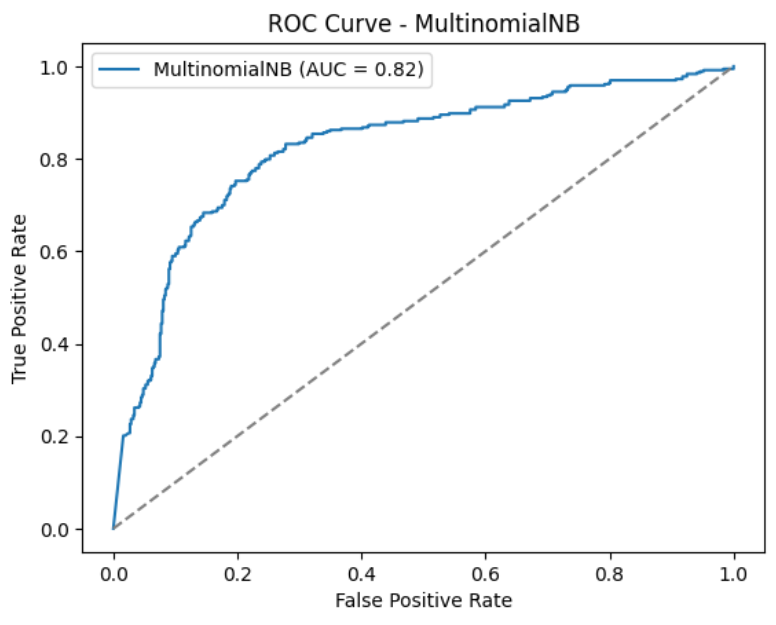 ROC Curve - MultinomialNB
MultinomialNB (AUC = 0.82)
1.0
0.8
0.6
0.4
0.2
0.0
True Positive Rate
0.0 0.2 0.4 0.6 0.8 1.0
False Positive Rate